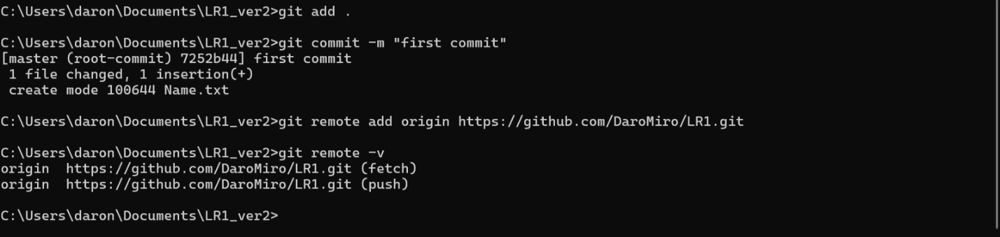 C:\Users\daron\Documents\LR1_ver2>git add .
C:\Users\daron\Documents\LR1_ver2>git commit -m "first commit"
[master (root-commit) 7252b44] first commit
 1 file changed, 1 insertion(+)
 create mode 100644 Name.txt
C:\Users\daron\Documents\LR1_ver2>git remote add origin https://github.com/DaroMiro/LR1.git
C:\Users\daron\Documents\LR1_ver2>git remote -v
origin  https://github.com/DaroMiro/LR1.git (fetch)
origin  https://github.com/DaroMiro/LR1.git (push)
C:\Users\daron\Documents\LR1_ver2>